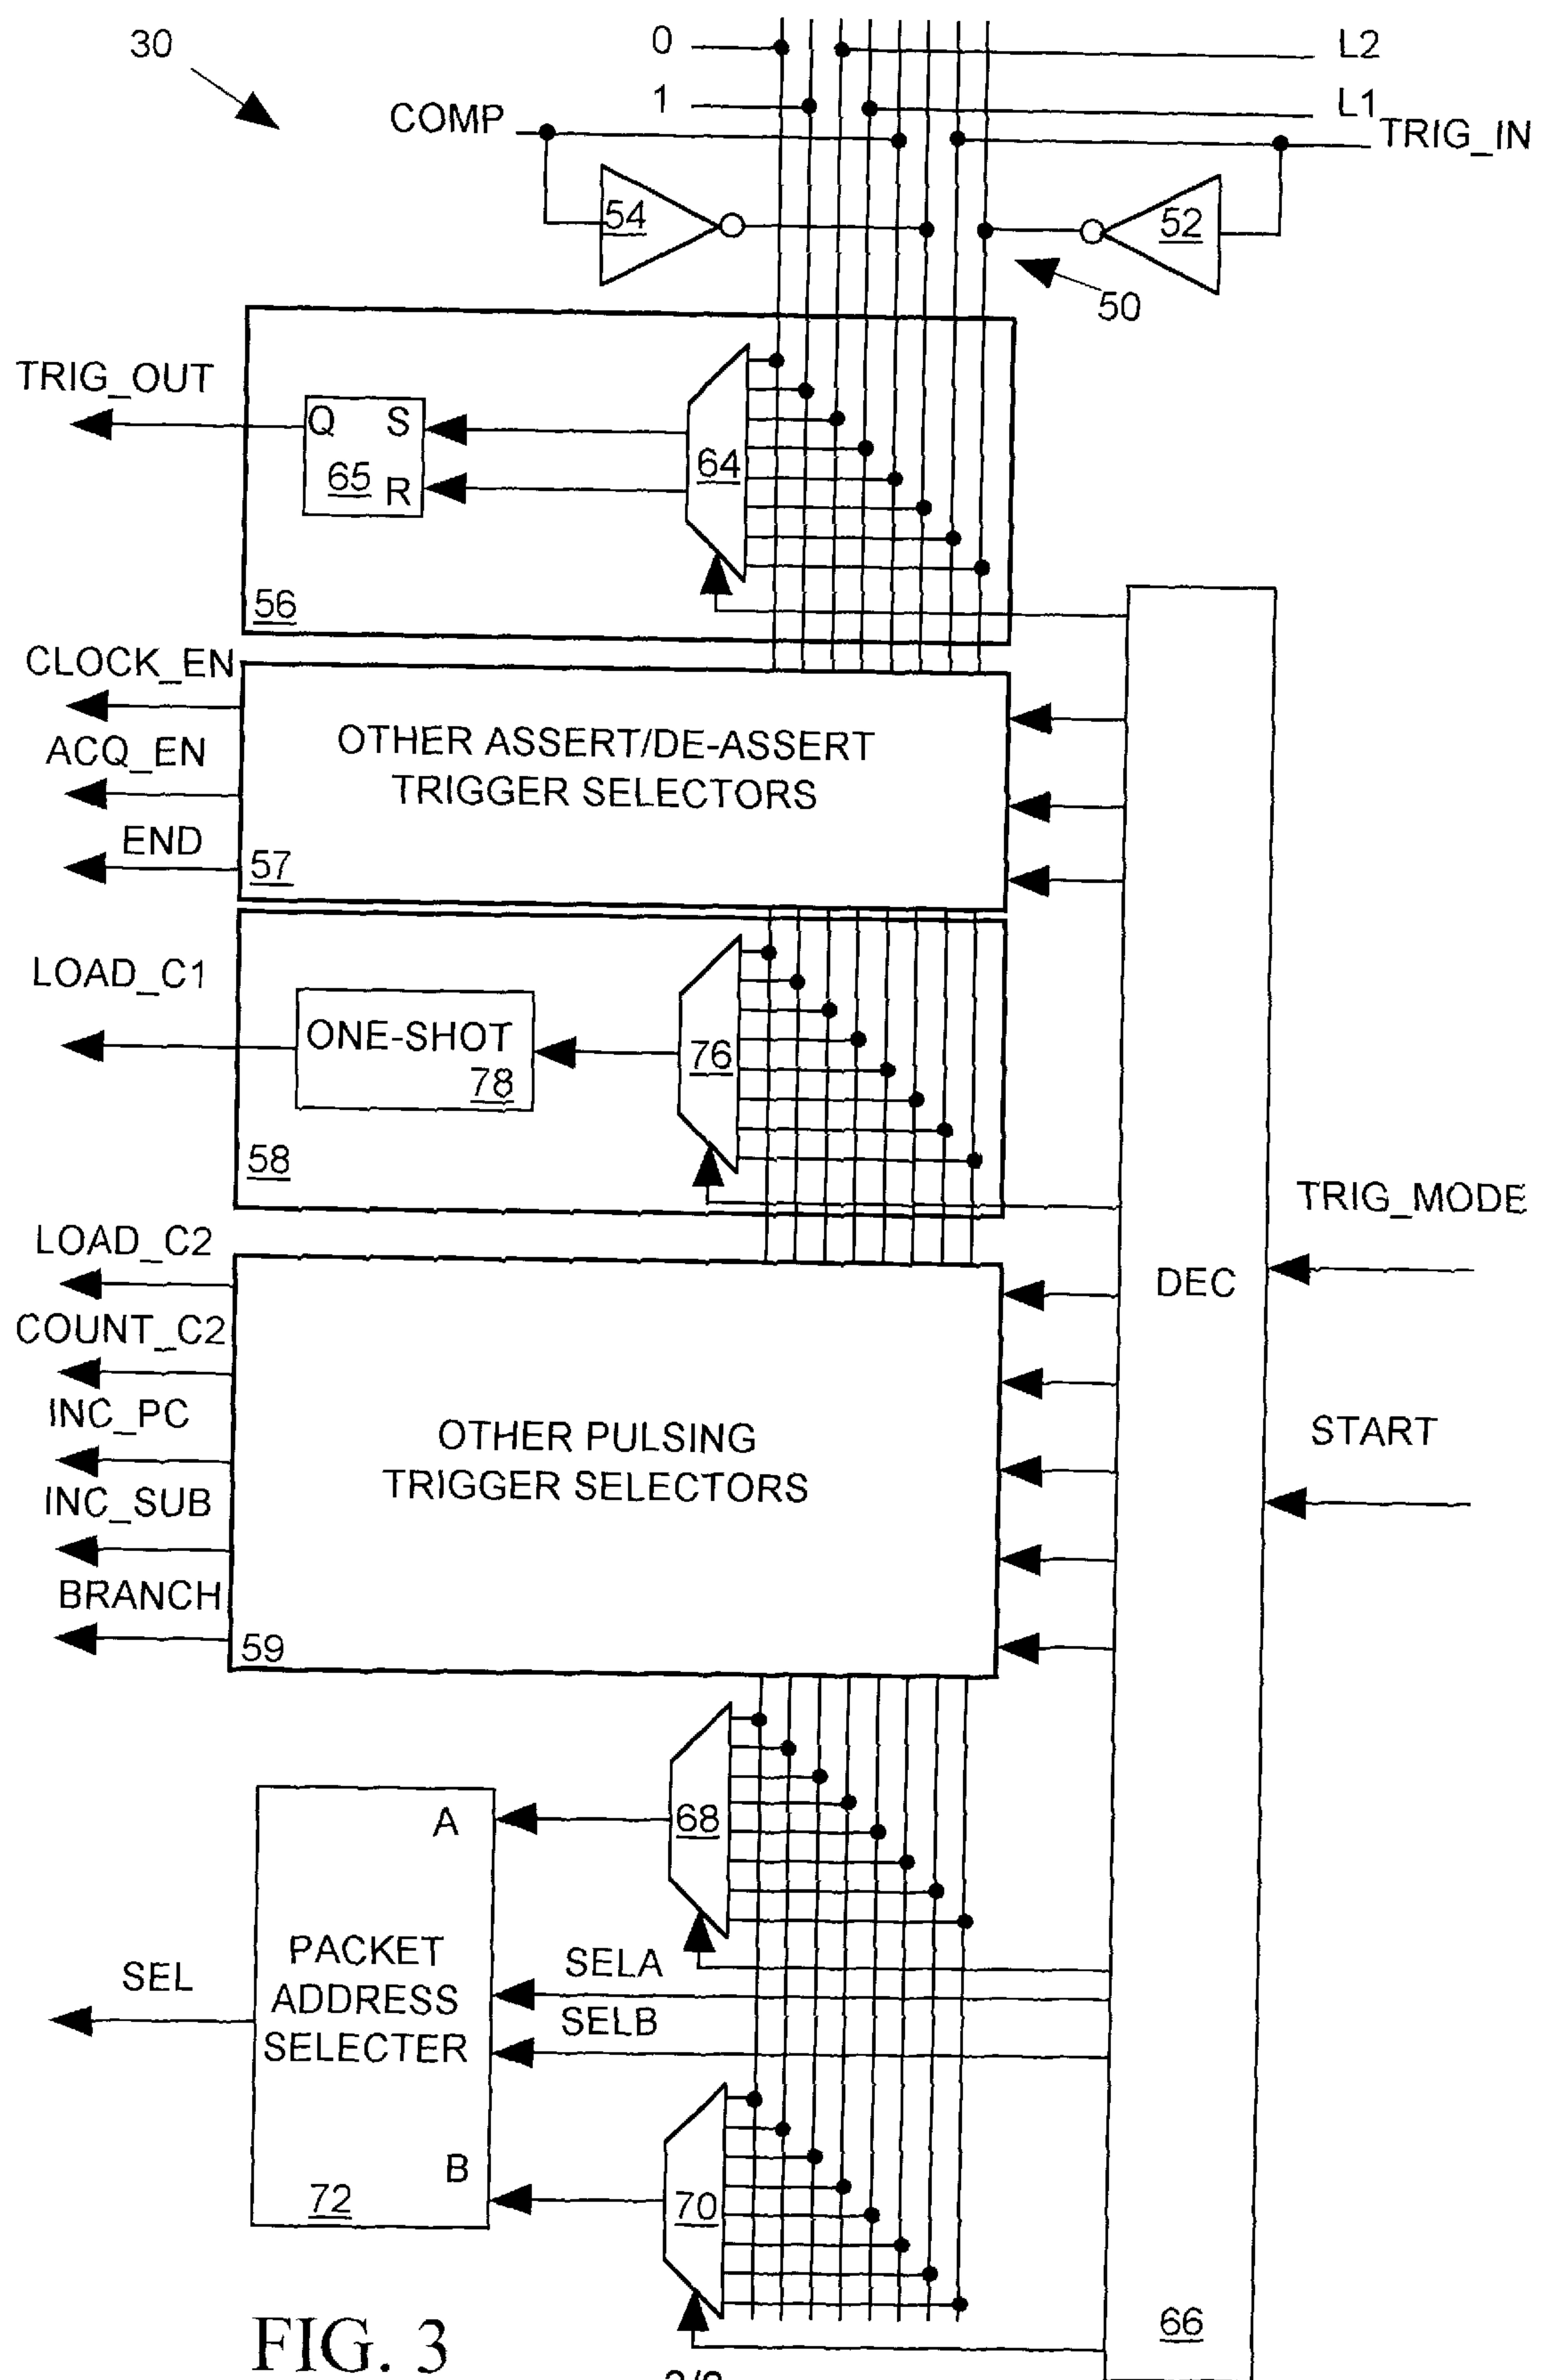 30
0
L2
1
L1
COMP
TRIG_IN
54
52
50
TRIG_OUT
Q S
65 R
64
56
CLOCK_EN
ACQ_EN
END
OTHER ASSERT/DE-ASSERT
TRIGGER SELECTORS
57
LOAD_C1
ONE-SHOT
78
76
58
TRIG_MODE
LOAD_C2
DEC
COUNT_C2
INC_PC
OTHER PULSING
TRIGGER SELECTORS
START
INC_SUB
BRANCH
59
A
68
PACKET
ADDRESS
SELECTER
SEL
SELA
SELB
B
72
70
66
FIG. 3